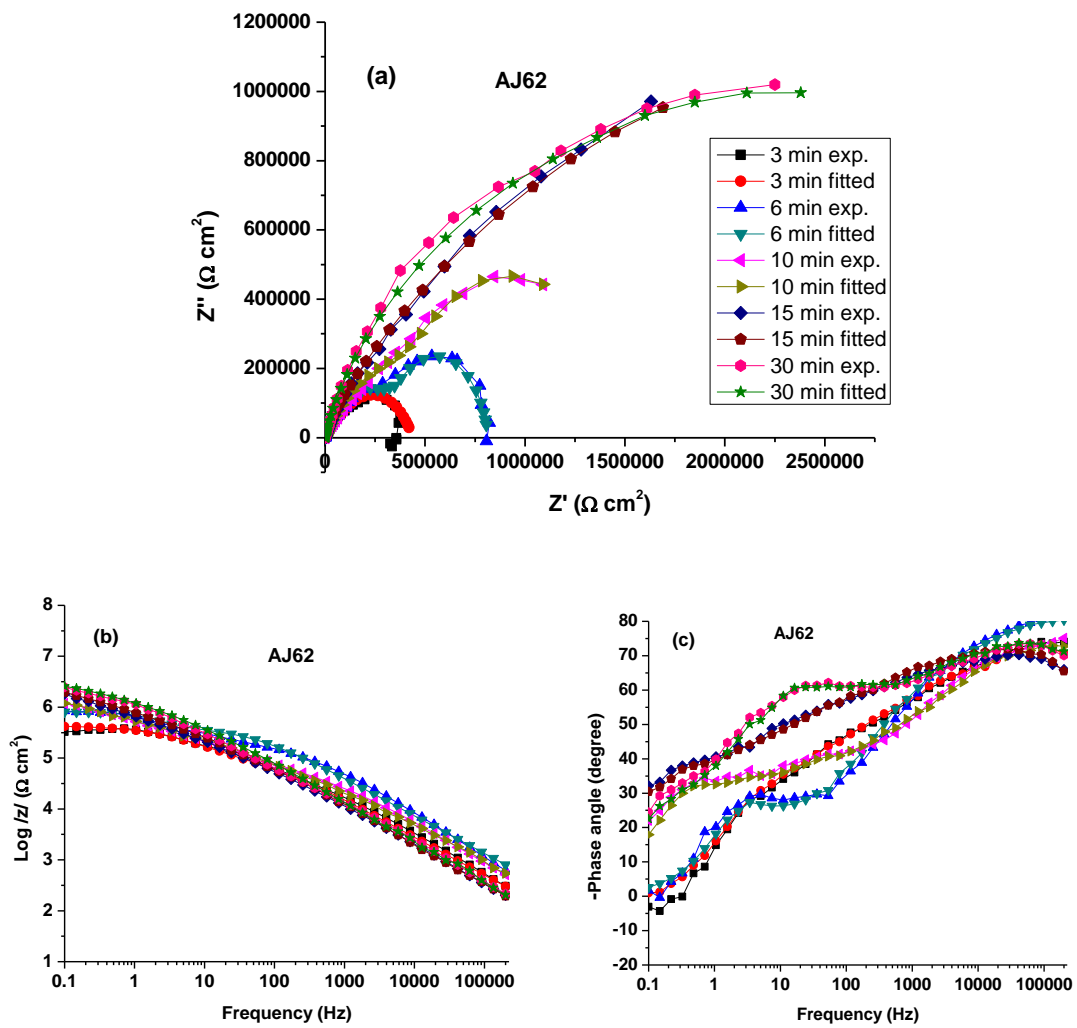 1200000
(a)
AJ62
1000000
800000
600000
400000
200000
0
Z'' (Ω cm²)
3 min exp.
3 min fitted
6 min exp.
6 min fitted
10 min exp.
10 min fitted
15 min exp.
15 min fitted
30 min exp.
30 min fitted
0 500000 1000000 1500000 2000000 2500000
Z' (Ω cm²)
8
(b)
AJ62
7
6
5
4
3
2
1
Log /z/ (Ω cm²)
0.1 1 10 100 1000 10000 100000
Frequency (Hz)
80
(c)
AJ62
70
60
50
40
30
20
10
0
-10
-20
-Phase angle (degree)
0.1 1 10 100 1000 10000 100000
Frequency (Hz)